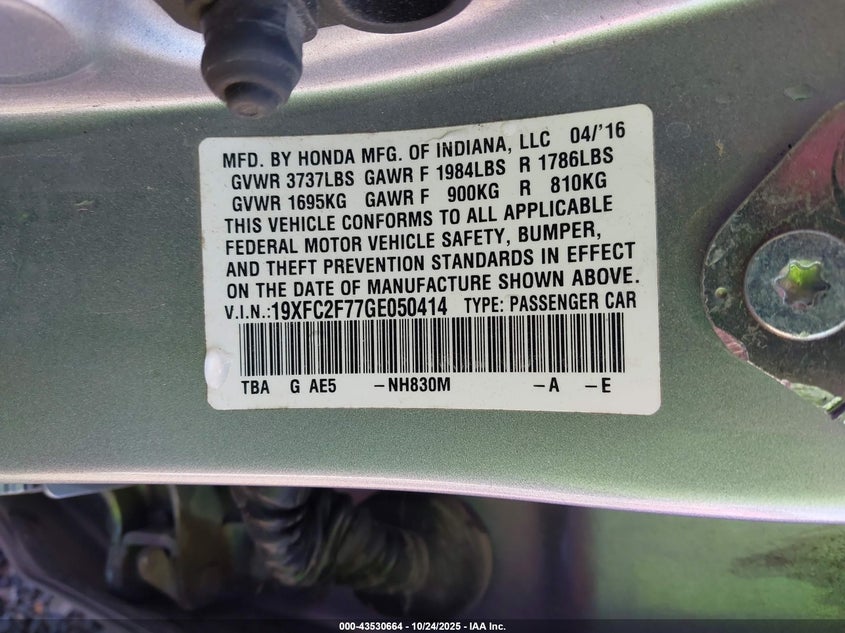 MFD. BY HONDA MFG. OF INDIANA, LLC 04/'16
GVWR 3737LBS GAWR F 1984LBS R 1786LBS
GVWR 1695KG GAWR F 900KG R 810KG
THIS VEHICLE CONFORMS TO ALL APPLICABLE
FEDERAL MOTOR VEHICLE SAFETY, BUMPER,
AND THEFT PREVENTION STANDARDS IN EFFECT
ON THE DATE OF MANUFACTURE SHOWN ABOVE.
V.I.N.:19XFC2F77GE050414 TYPE: PASSENGER CAR
TBA G AE5 -NH830M -A -E
000-43530664 - 10/24/2025 - IAA Inc.